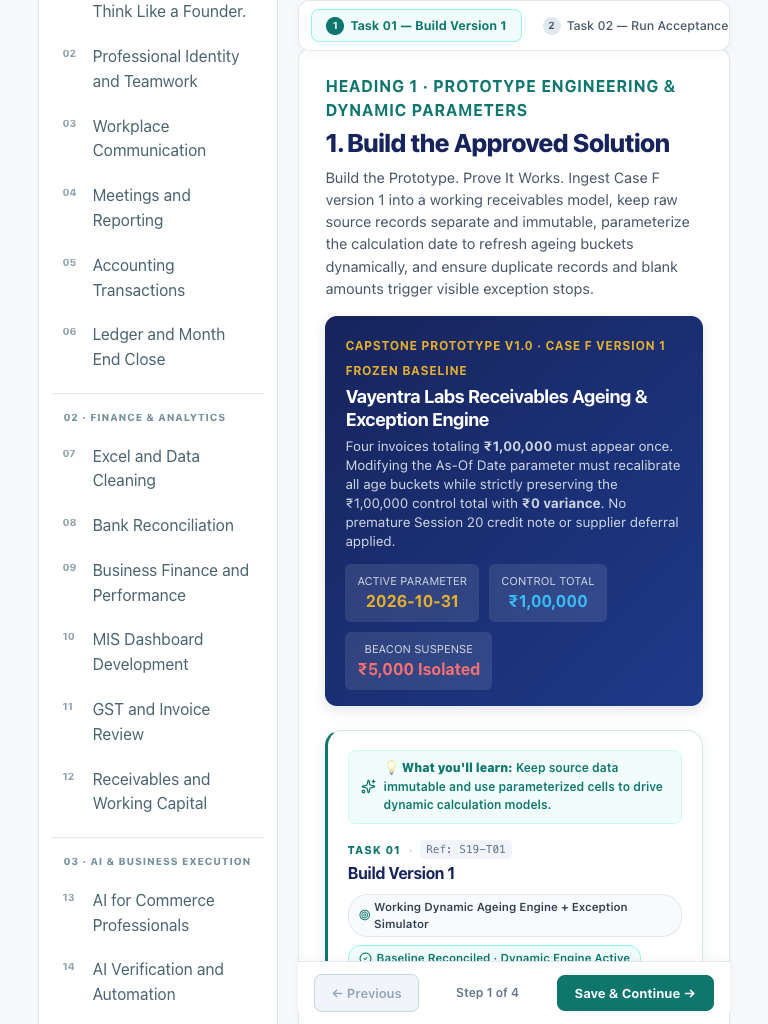 Think Like a Founder.
02 Professional Identity
and Teamwork
03 Workplace
Communication
04 Meetings and
Reporting
05 Accounting
Transactions
06 Ledger and Month
End Close
02 · FINANCE & ANALYTICS
07 Excel and Data
Cleaning
08 Bank Reconciliation
09 Business Finance and
Performance
10 MIS Dashboard
Development
11 GST and Invoice
Review
12 Receivables and
Working Capital
03 · AI & BUSINESS EXECUTION
13 AI for Commerce
Professionals
14 AI Verification and
Automation
1 Task 01 — Build Version 1
2 Task 02 — Run Acceptance
HEADING 1 · PROTOTYPE ENGINEERING &
DYNAMIC PARAMETERS
1. Build the Approved Solution
Build the Prototype. Prove It Works. Ingest Case F
version 1 into a working receivables model, keep raw
source records separate and immutable, parameterize
the calculation date to refresh ageing buckets
dynamically, and ensure duplicate records and blank
amounts trigger visible exception stops.
CAPSTONE PROTOTYPE V1.0 · CASE F VERSION 1
FROZEN BASELINE
Vayentra Labs Receivables Ageing &
Exception Engine
Four invoices totaling ₹1,00,000 must appear once.
Modifying the As-Of Date parameter must recalibrate
all age buckets while strictly preserving the
₹1,00,000 control total with ₹0 variance. No
premature Session 20 credit note or supplier deferral
applied.
ACTIVE PARAMETER
2026-10-31
CONTROL TOTAL
₹1,00,000
BEACON SUSPENSE
₹5,000 Isolated
💡 What you'll learn: Keep source data
immutable and use parameterized cells to drive
dynamic calculation models.
TASK 01 · Ref: S19-T01
Build Version 1
Working Dynamic Ageing Engine + Exception
Simulator
Baseline Reconciled · Dynamic Engine Active
← Previous
Step 1 of 4
Save & Continue →